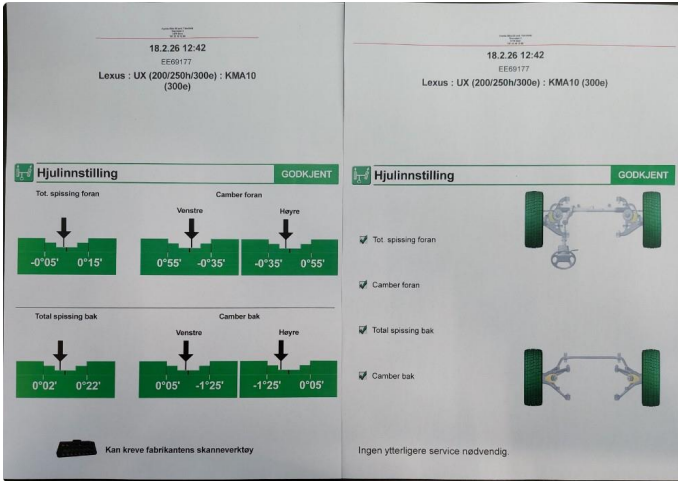 18.2.26 12:42
EE69177
Lexus : UX (200/250h/300e) : KMA10
(300e)
Hjulinnstilling
GODKJENT
Tot. spissing foran
Camber foran
Venstre
Høyre
-0°05' 0°15'
0°55' -0°35'
-0°35' 0°55'
Total spissing bak
Camber bak
Venstre
Høyre
0°02' 0°22'
0°05' -1°25'
-1°25' 0°05'
Kan kreve fabrikantens skanneverktøy
18.2.26 12:42
EE69177
Lexus : UX (200/250h/300e) : KMA10 (300e)
Hjulinnstilling
GODKJENT
Tot. spissing foran
Camber foran
Total spissing bak
Camber bak
Ingen ytterligere service nødvendig.